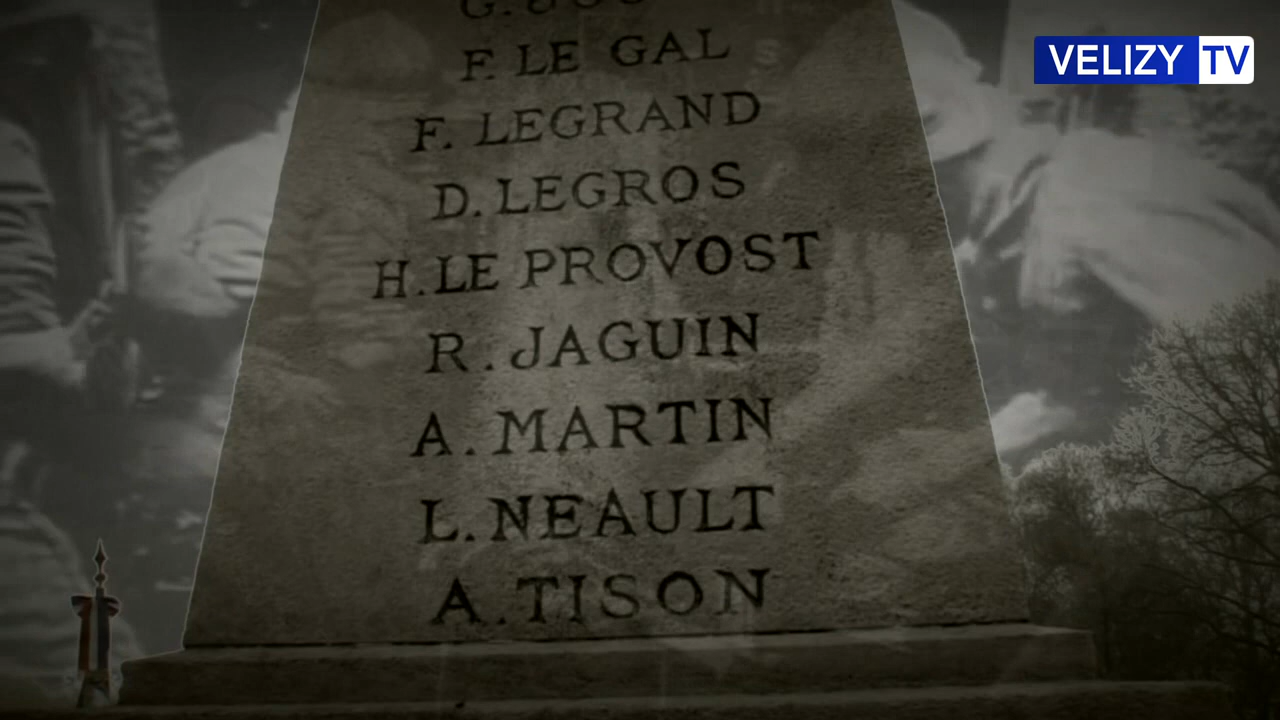 VELIZY TV
F. LE GAL
F. LEGRAND
D. LEGROS
H. LE PROVOST
R. JAGUIN
A. MARTIN
L. NEAULT
A. TISON